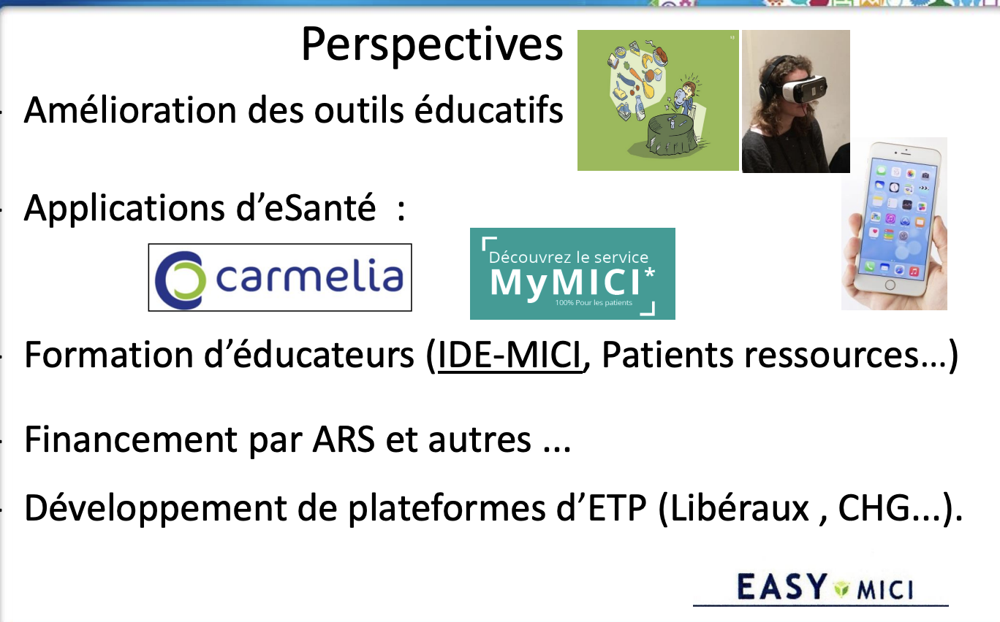 Perspectives
- Amélioration des outils éducatifs
- Applications d’eSanté :
carmelia
Découvrez le service
MyMICI*
100% Pour les patients
- Formation d’éducateurs (IDE-MICI, Patients ressources…)
- Financement par ARS et autres ...
- Développement de plateformes d’ETP (Libéraux , CHG...).
EASY MICI